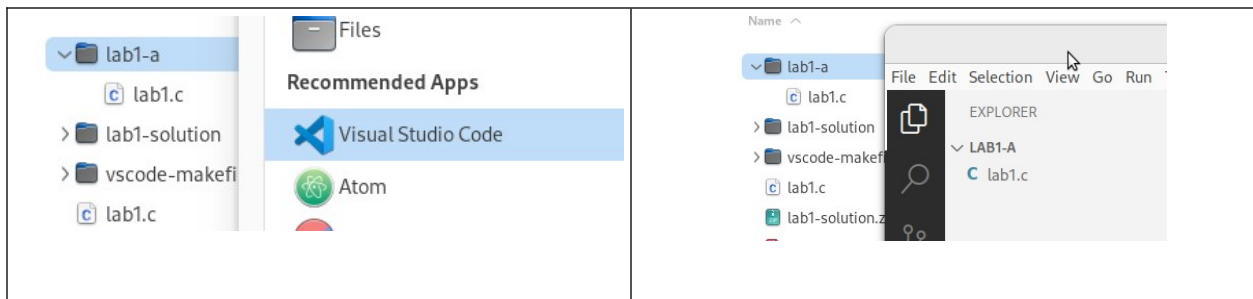 Files
lab1-a
Recommended Apps
lab1.c
lab1-solution
Visual Studio Code
vscode-makefi
Atom
lab1.c
Name
lab1-a
File Edit Selection View Go Run
lab1.c
EXPLORER
lab1-solution
LAB1-A
vscode-makef
C lab1.c
lab1.c
lab1-solution.z